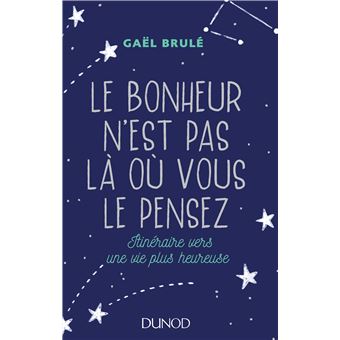 GAËL BRULÉ
LE BONHEUR
N'EST PAS
LÀ OÙ VOUS
LE PENSEZ
Itinéraire vers
une vie plus heureuse
DUNOD